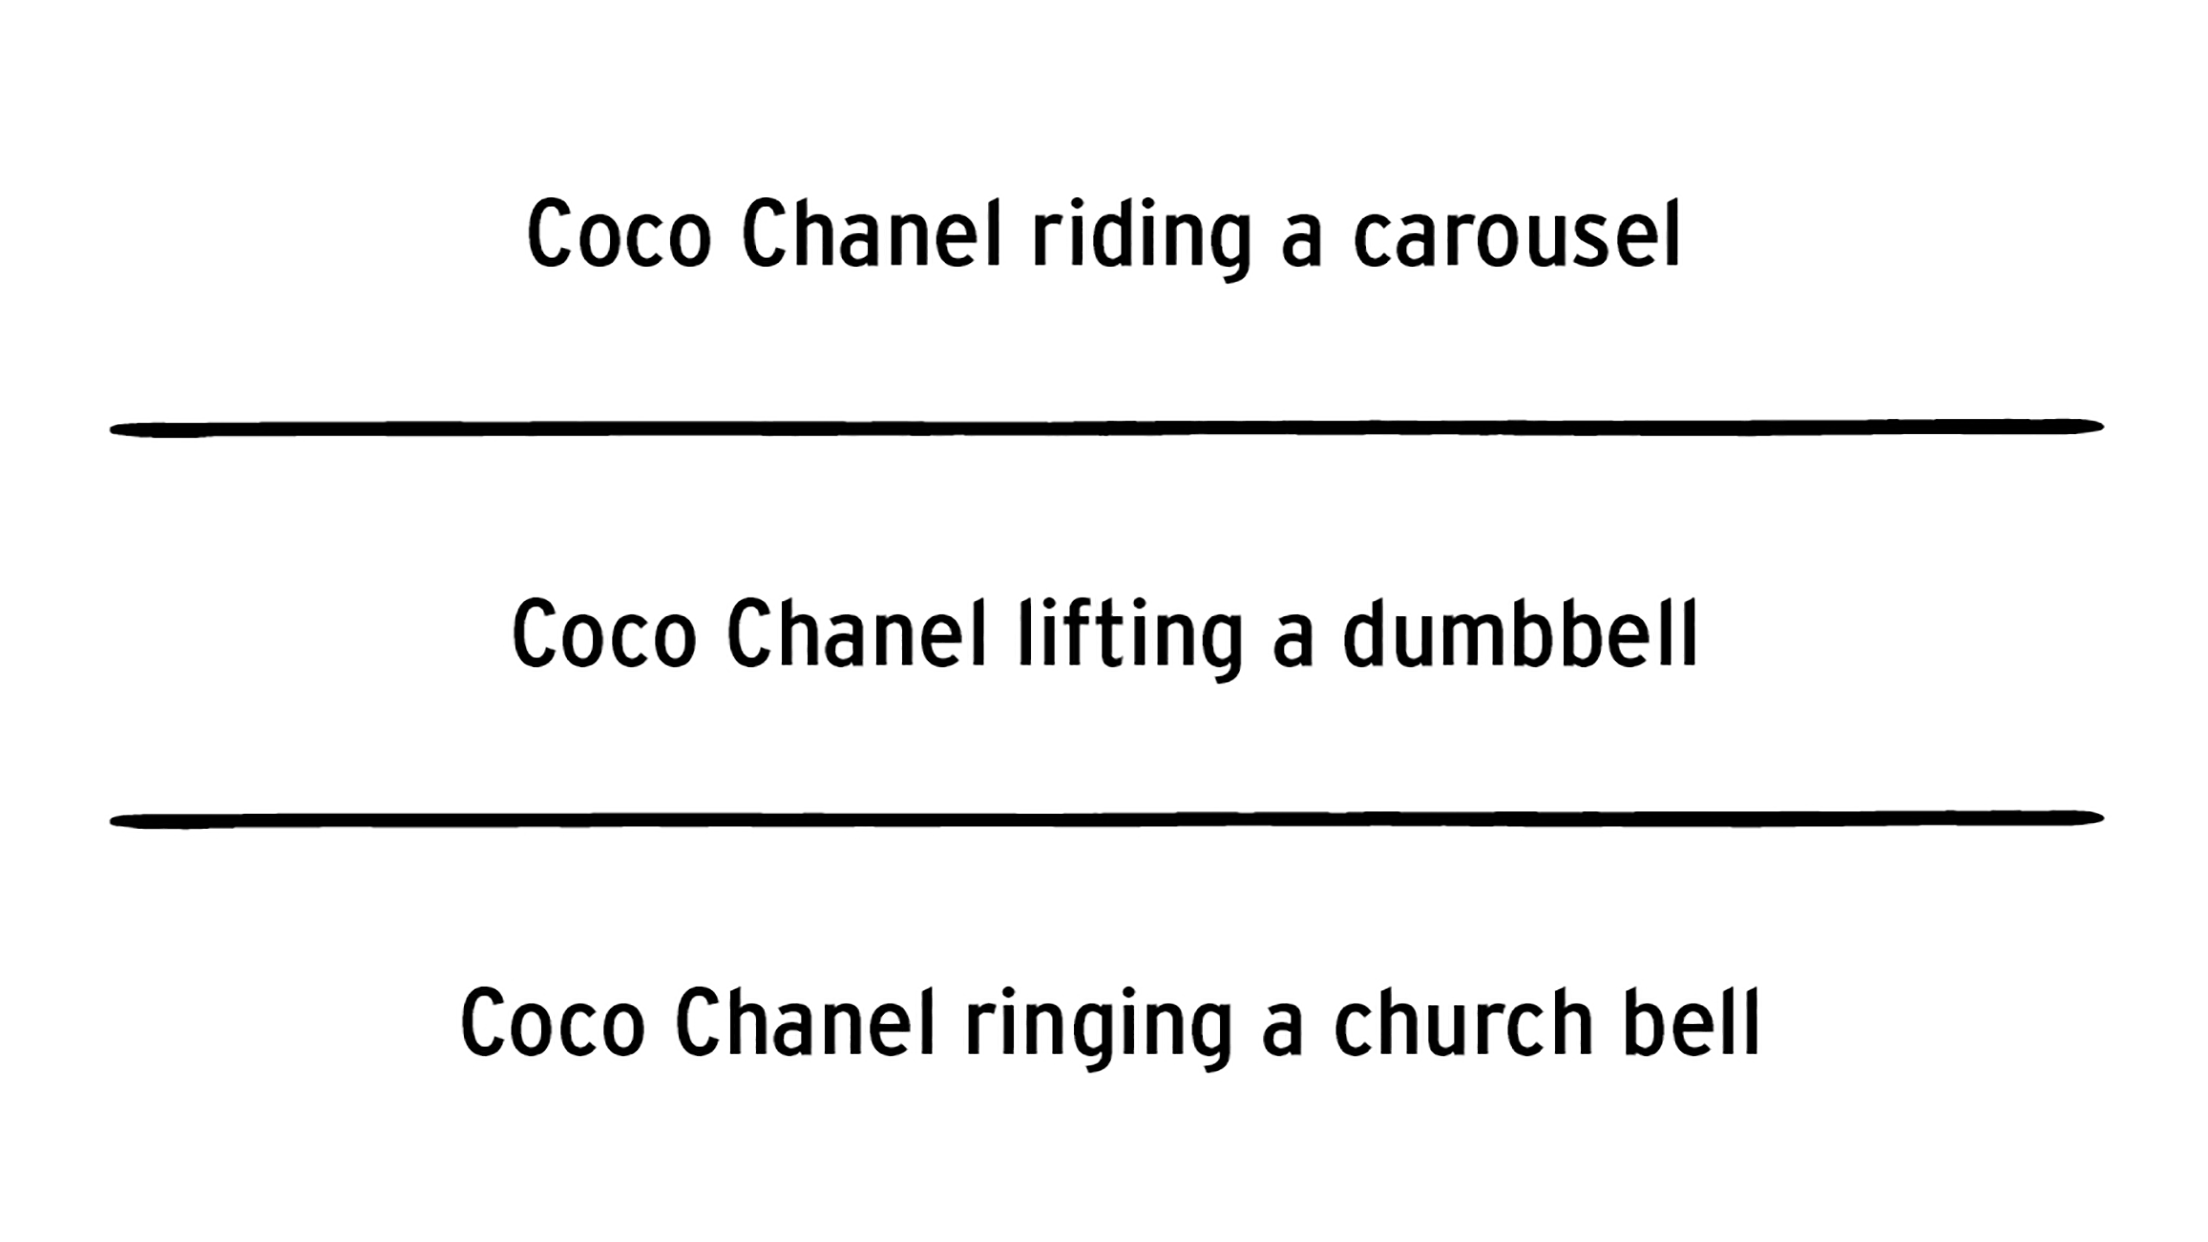 Coco Chanel riding a carousel
Coco Chanel lifting a dumbbell
Coco Chanel ringing a church bell